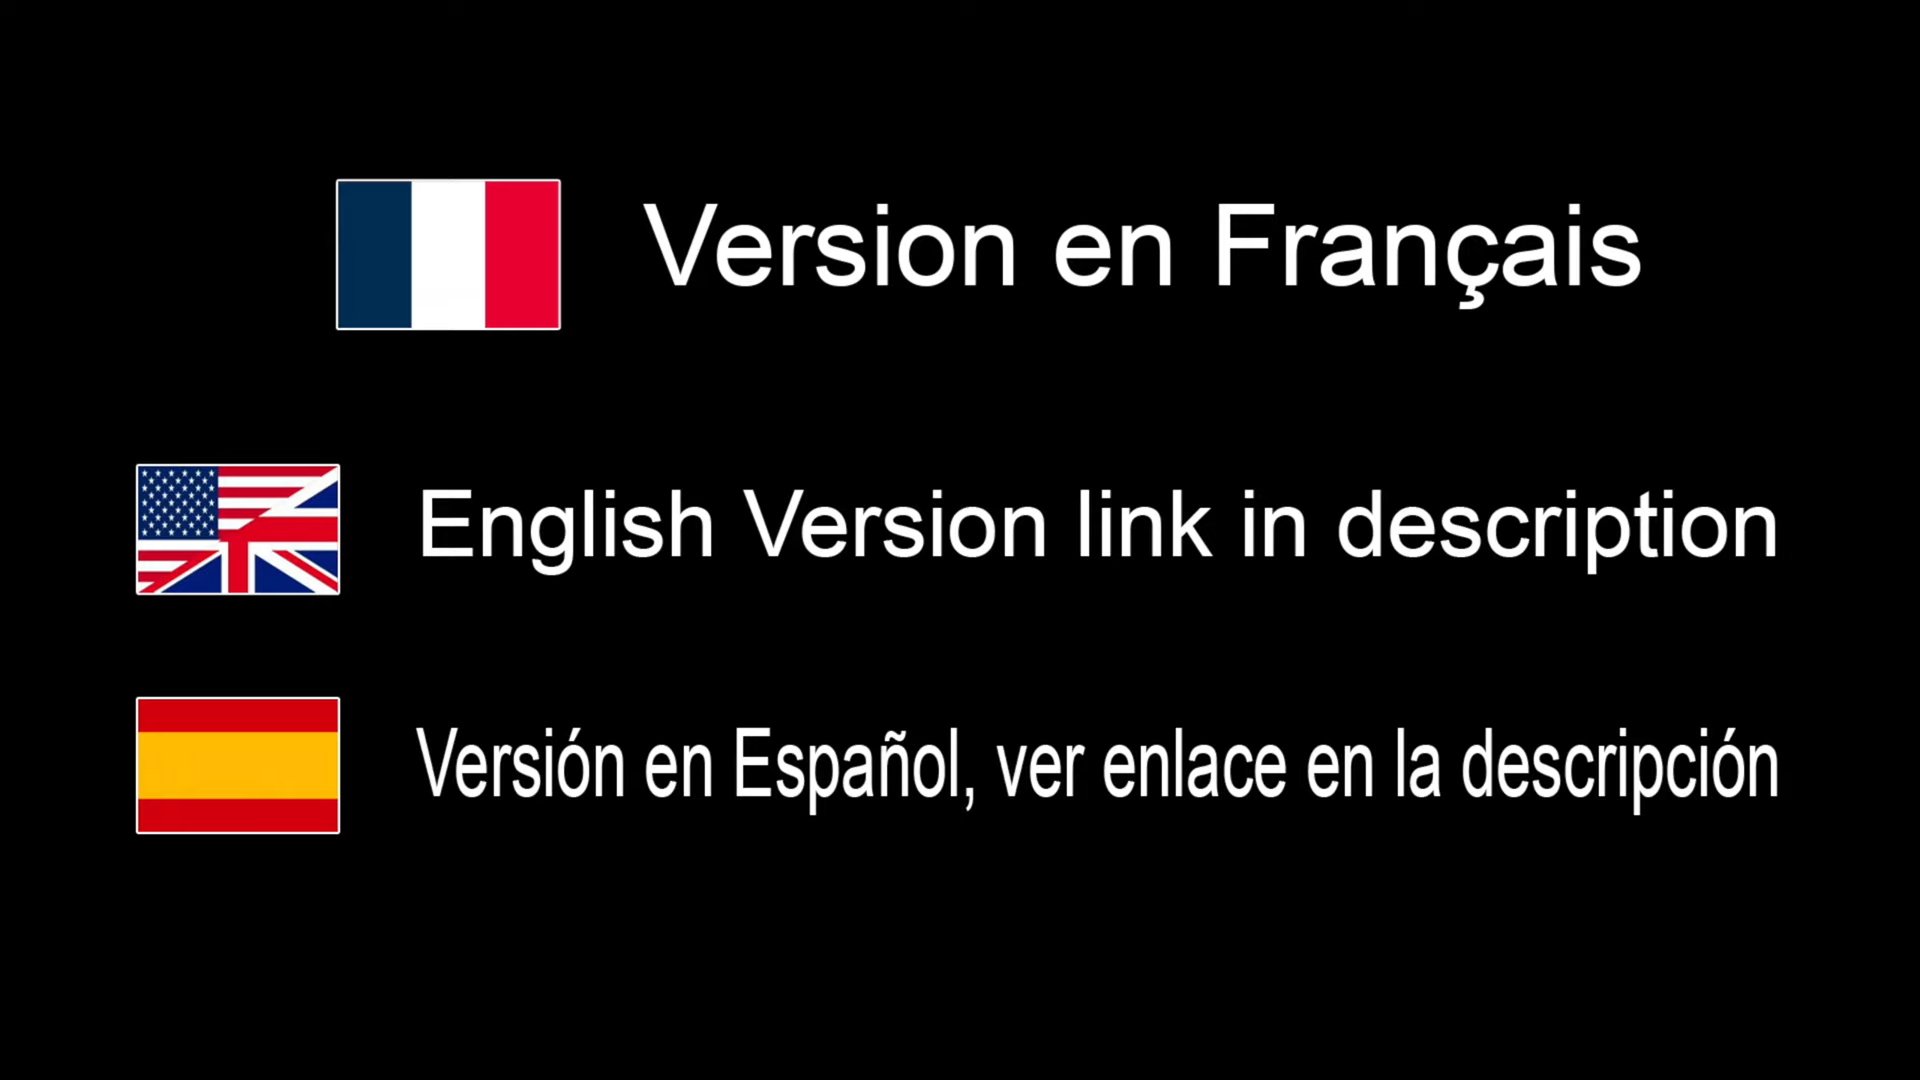 Version en Français
English Version link in description
Versión en Español, ver enlace en la descripción